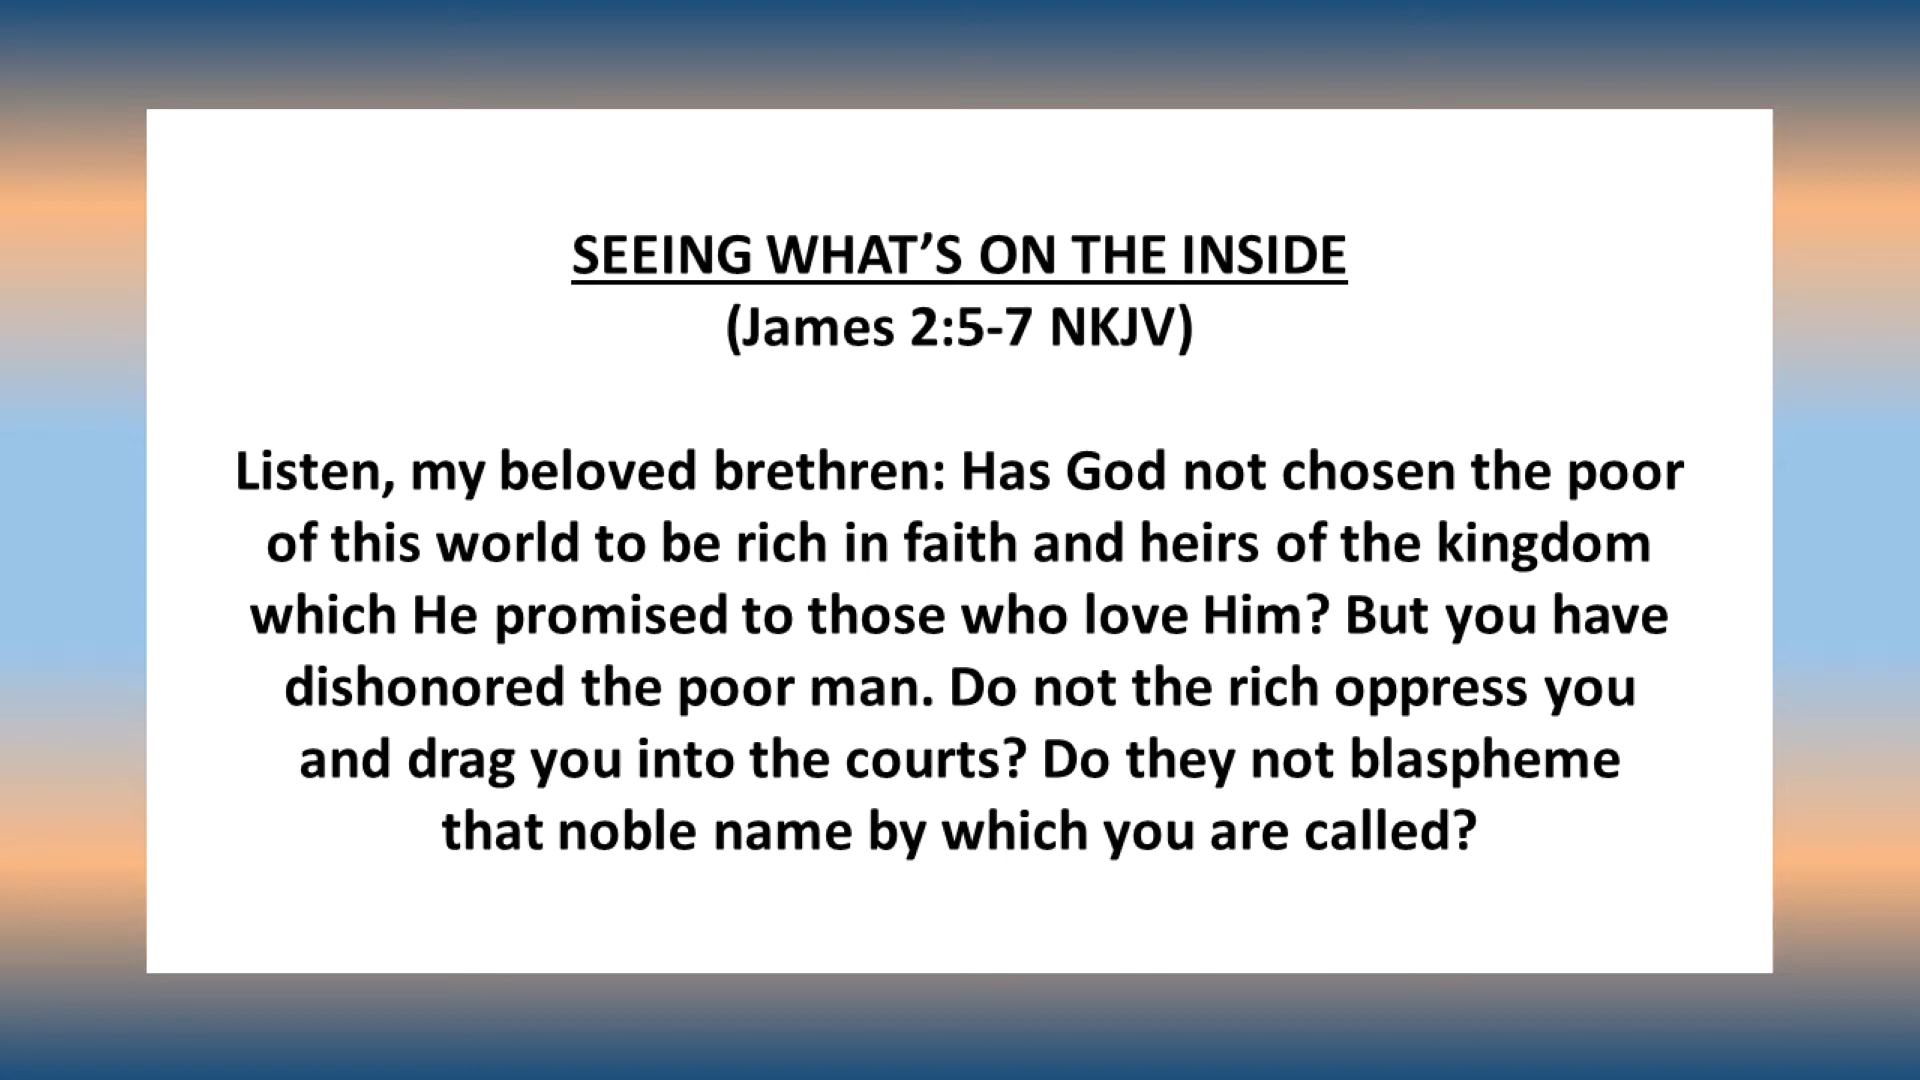 SEEING WHAT’S ON THE INSIDE
(James 2:5-7 NKJV)
Listen, my beloved brethren: Has God not chosen the poor
of this world to be rich in faith and heirs of the kingdom
which He promised to those who love Him? But you have
dishonored the poor man. Do not the rich oppress you
and drag you into the courts? Do they not blaspheme
that noble name by which you are called?